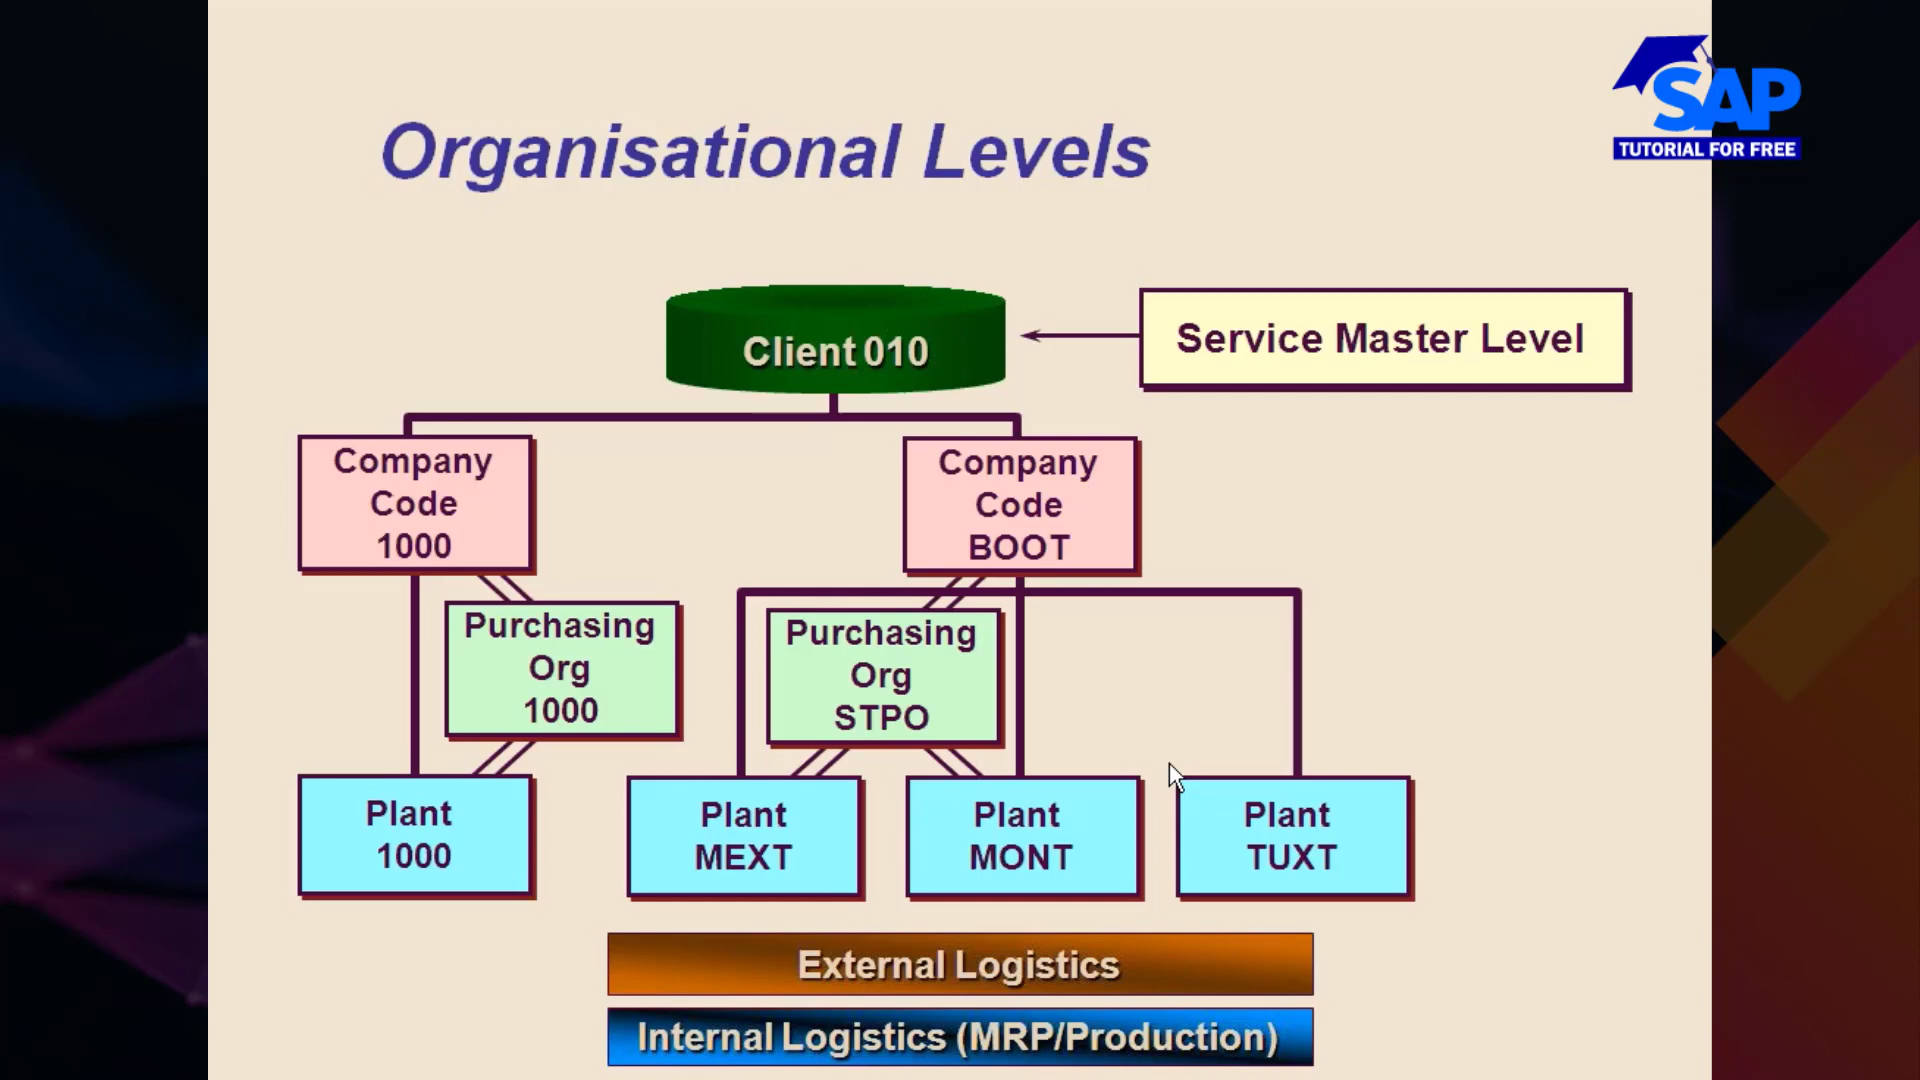 SAP
TUTORIAL FOR FREE
Organisational Levels
Client 010
Service Master Level
Company
Code
1000
Company
Code
BOOT
Purchasing
Org
1000
Purchasing
Org
STPO
Plant
1000
Plant
MEXT
Plant
MONT
Plant
TUXT
External Logistics
Internal Logistics (MRP/Production)